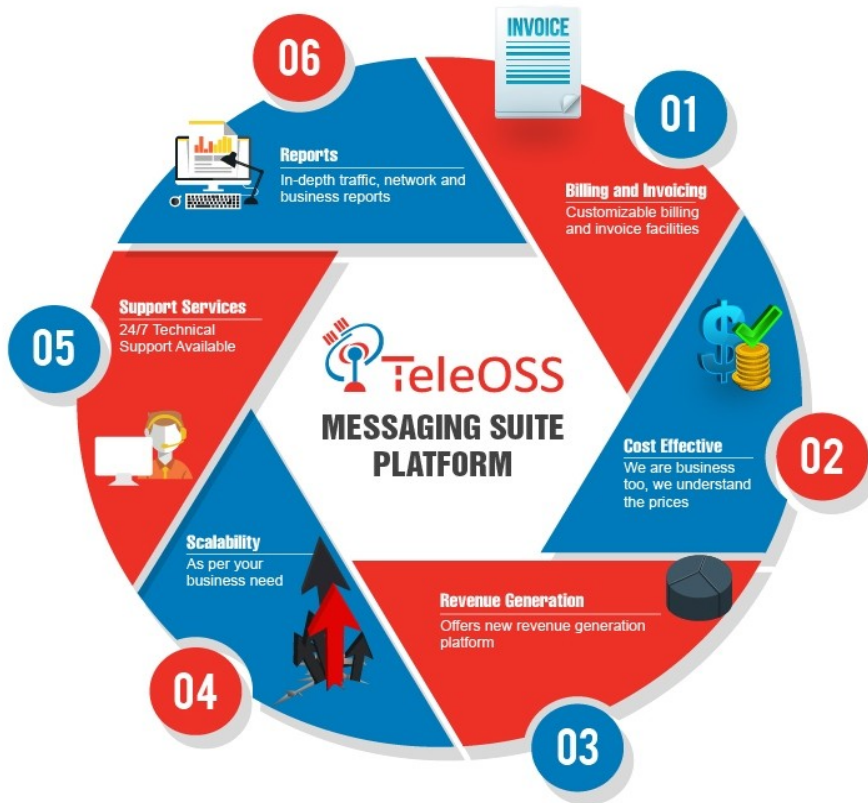 INVOICE
01
Billing and Invoicing
Customizable billing
and invoice facilities
02
Cost Effective
We are business
too, we understand
the prices
03
Revenue Generation
Offers new revenue generation
platform
04
Scalability
As per your
business need
05
Support Services
24/7 Technical
Support Available
06
Reports
In-depth traffic, network and
business reports
TeleOSS
MESSAGING SUITE
PLATFORM